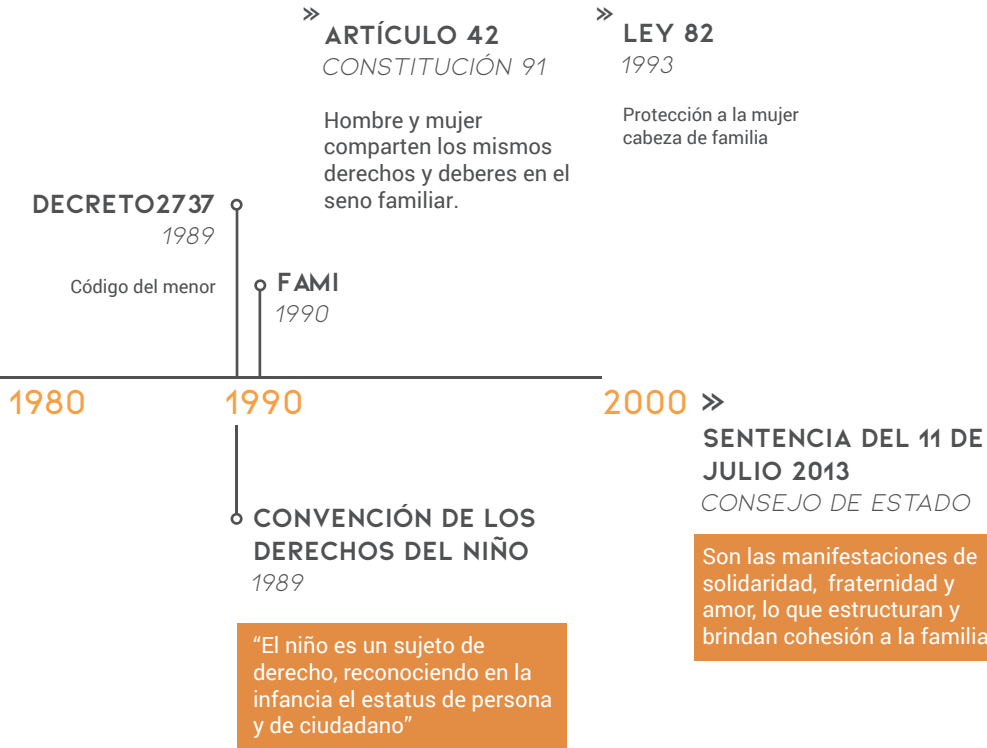 »
ARTÍCULO 42
CONSTITUCIÓN 91
Hombre y mujer
comparten los mismos
derechos y deberes en el
seno familiar.
»
LEY 82
1993
Protección a la mujer
cabeza de familia
DECRETO2737
1989
Código del menor
FAMI
1990
1980
1990
2000 »
SENTENCIA DEL 11 DE
JULIO 2013
CONSEJO DE ESTADO
Son las manifestaciones de
solidaridad, fraternidad y
amor, lo que estructuran y
brindan cohesión a la familia
CONVENCIÓN DE LOS
DERECHOS DEL NIÑO
1989
“El niño es un sujeto de
derecho, reconociendo en la
infancia el estatus de persona
y de ciudadano”